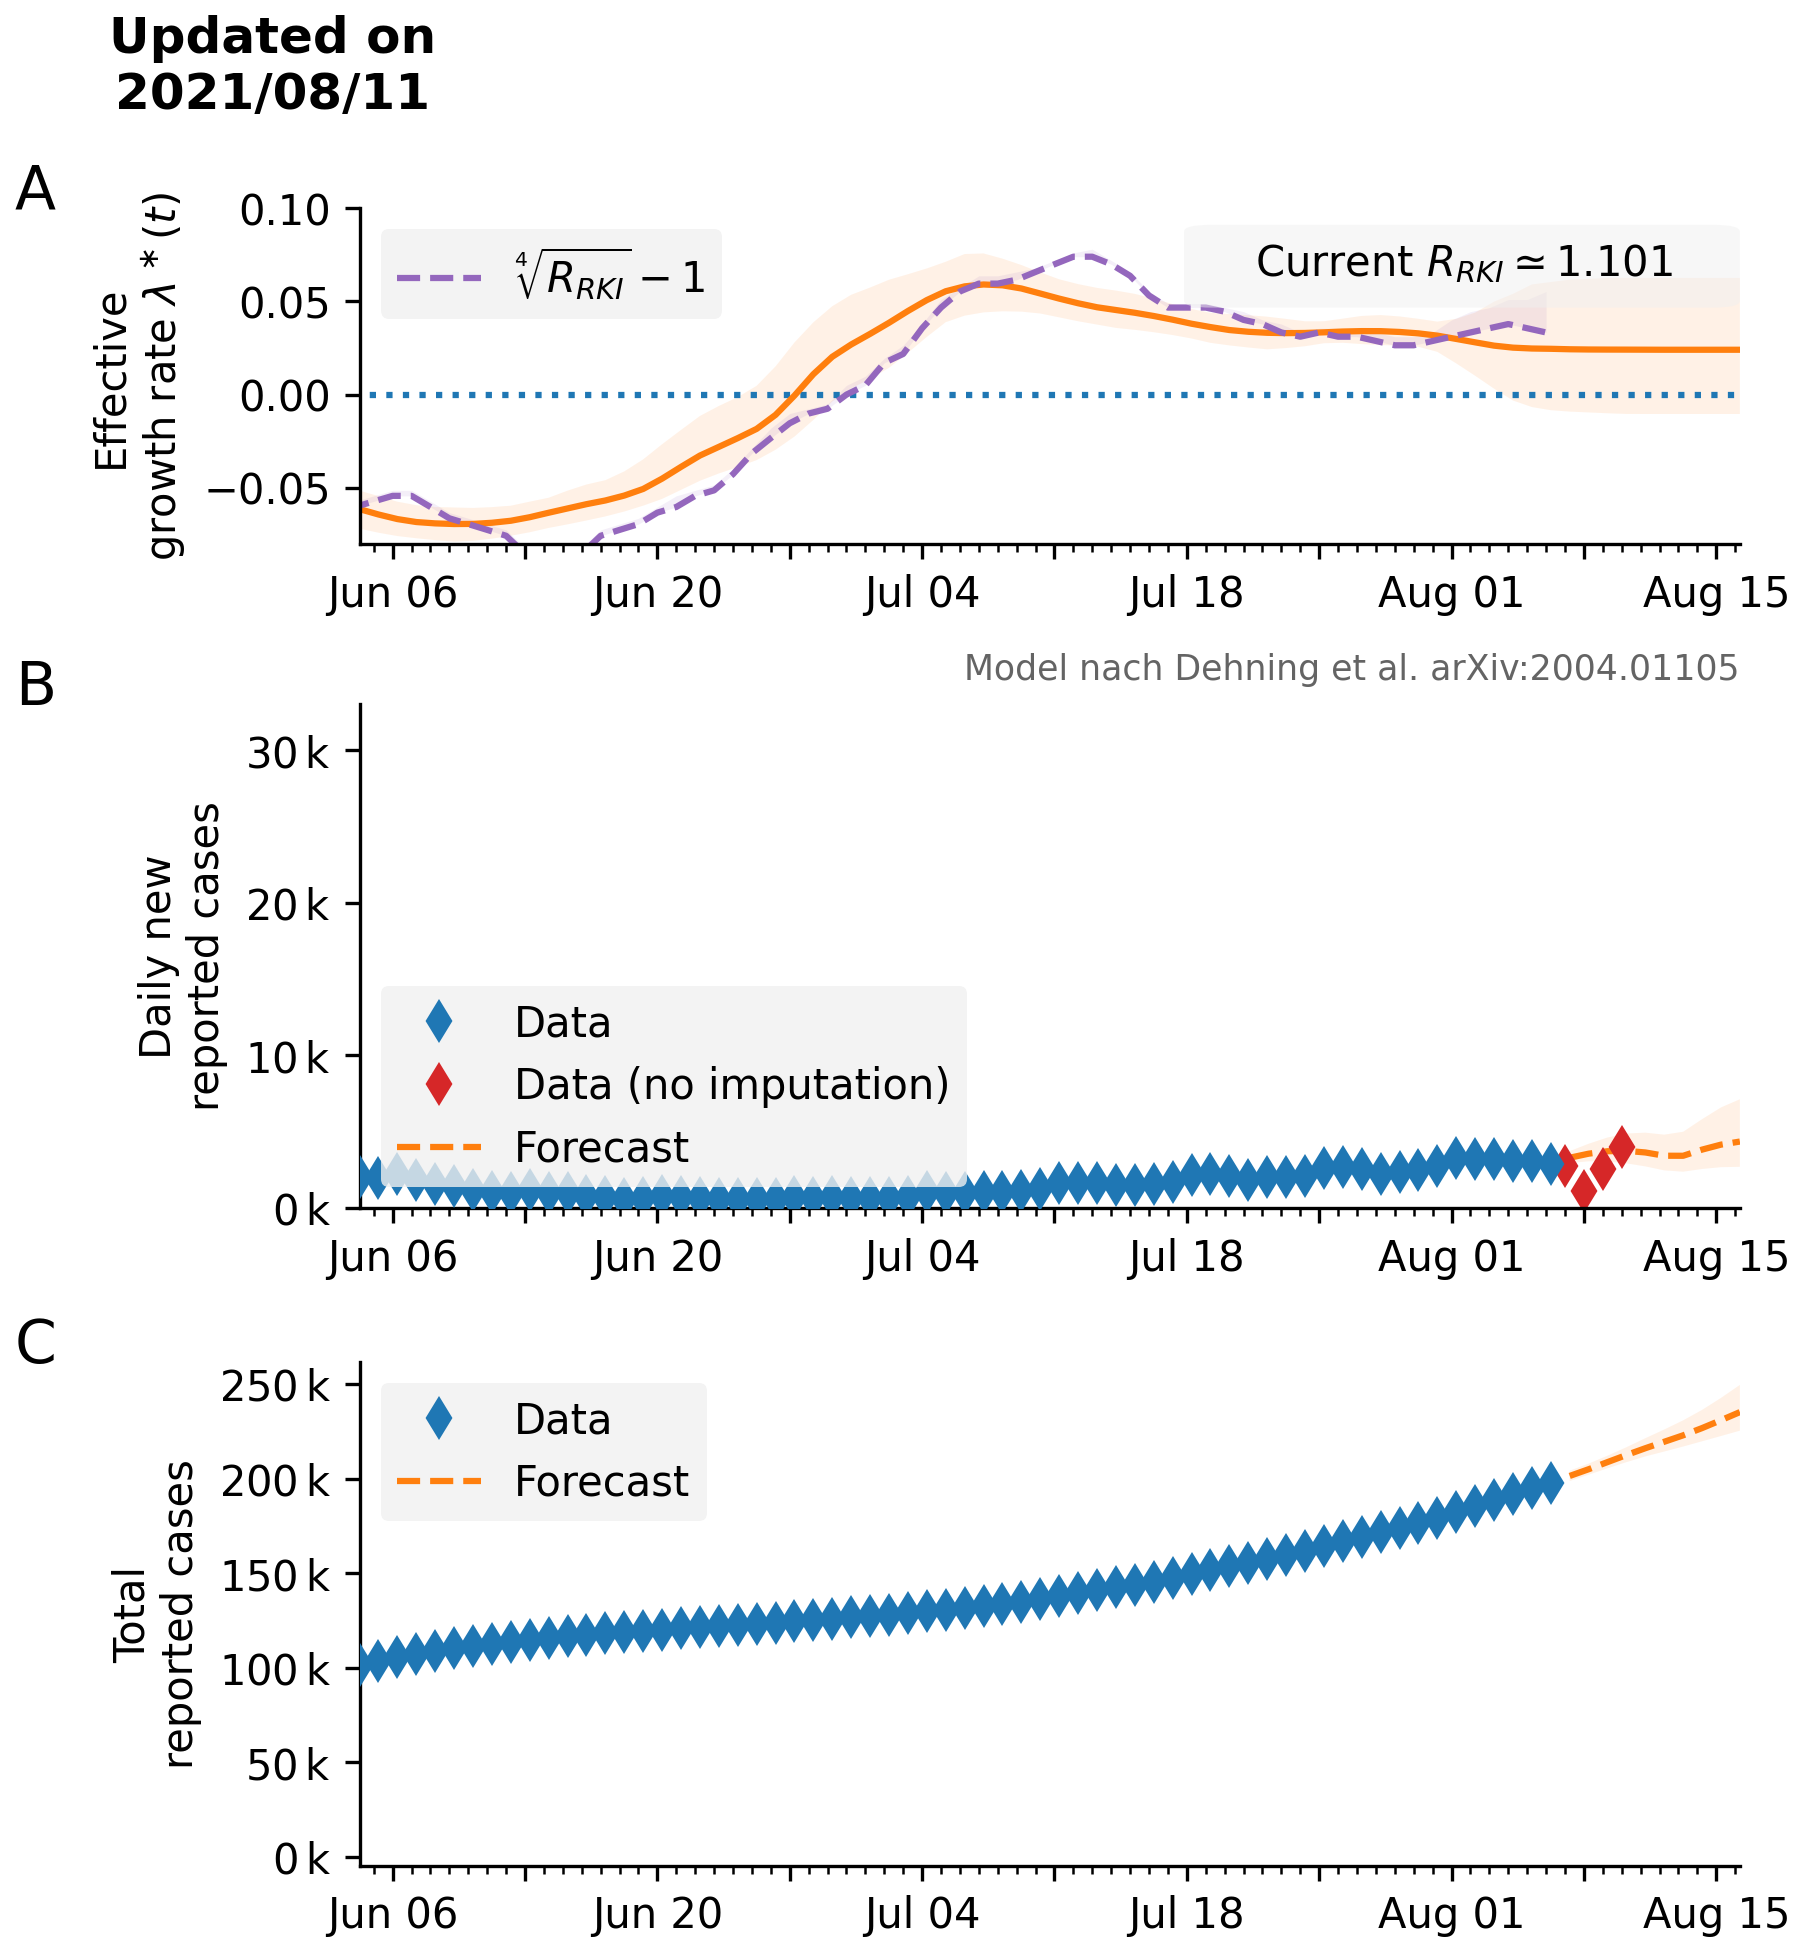 Updated on
2021/08/11
A
Effective
growth rate λ * (t)
0.10
0.05
0.00
−0.05
∜R_RKI − 1
Current R_RKI ≃ 1.101
Jun 06
Jun 20
Jul 04
Jul 18
Aug 01
Aug 15
Model nach Dehning et al. arXiv:2004.01105
B
Daily new
reported cases
30 k
20 k
10 k
0 k
Data
Data (no imputation)
Forecast
Jun 06
Jun 20
Jul 04
Jul 18
Aug 01
Aug 15
C
Total
reported cases
250 k
200 k
150 k
100 k
50 k
0 k
Data
Forecast
Jun 06
Jun 20
Jul 04
Jul 18
Aug 01
Aug 15